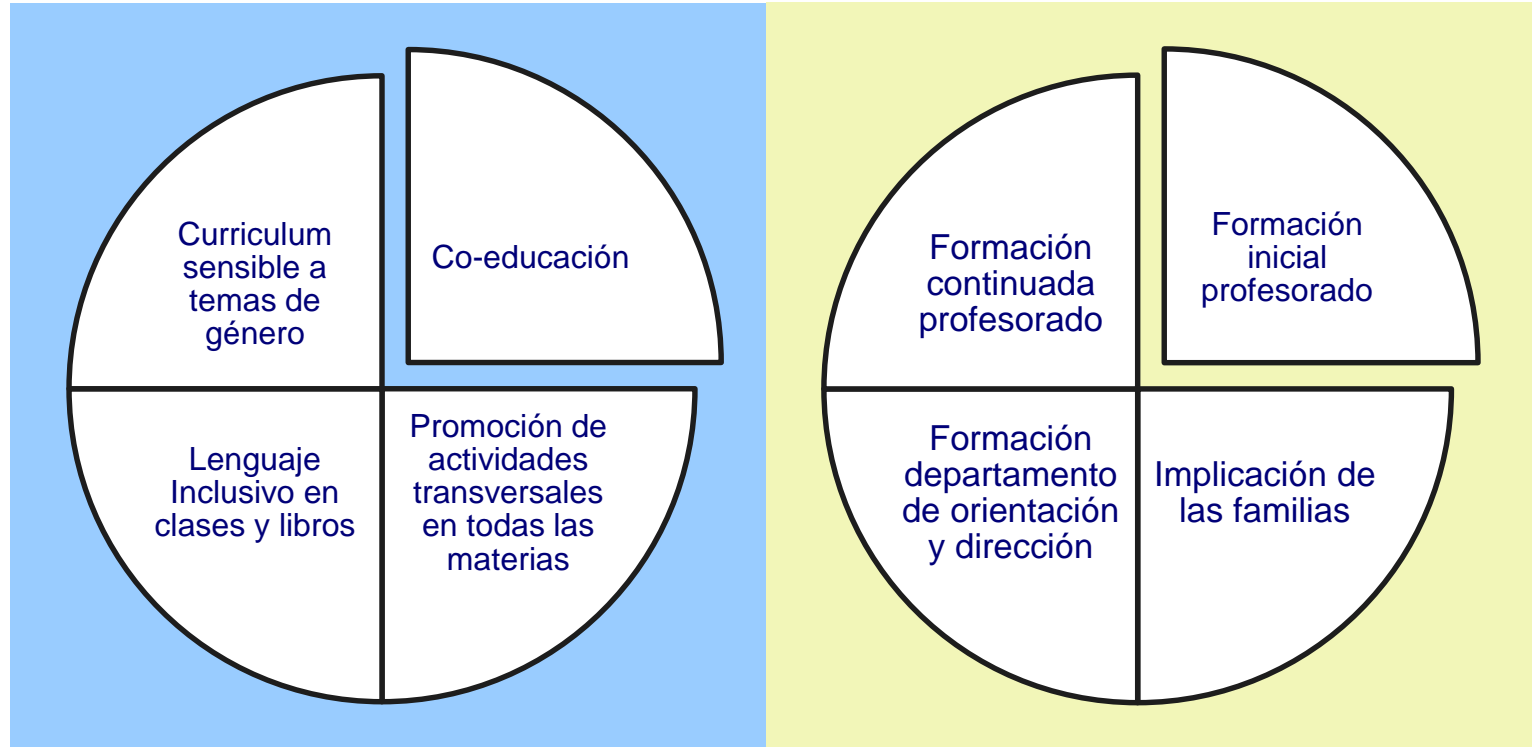 Curriculum
sensible a
temas de
género
Co-educación
Lenguaje
Inclusivo en
clases y libros
Promoción de
actividades
transversales
en todas las
materias
Formación
continuada
profesorado
Formación
inicial
profesorado
Formación
departamento
de orientación
y dirección
Implicación de
las familias